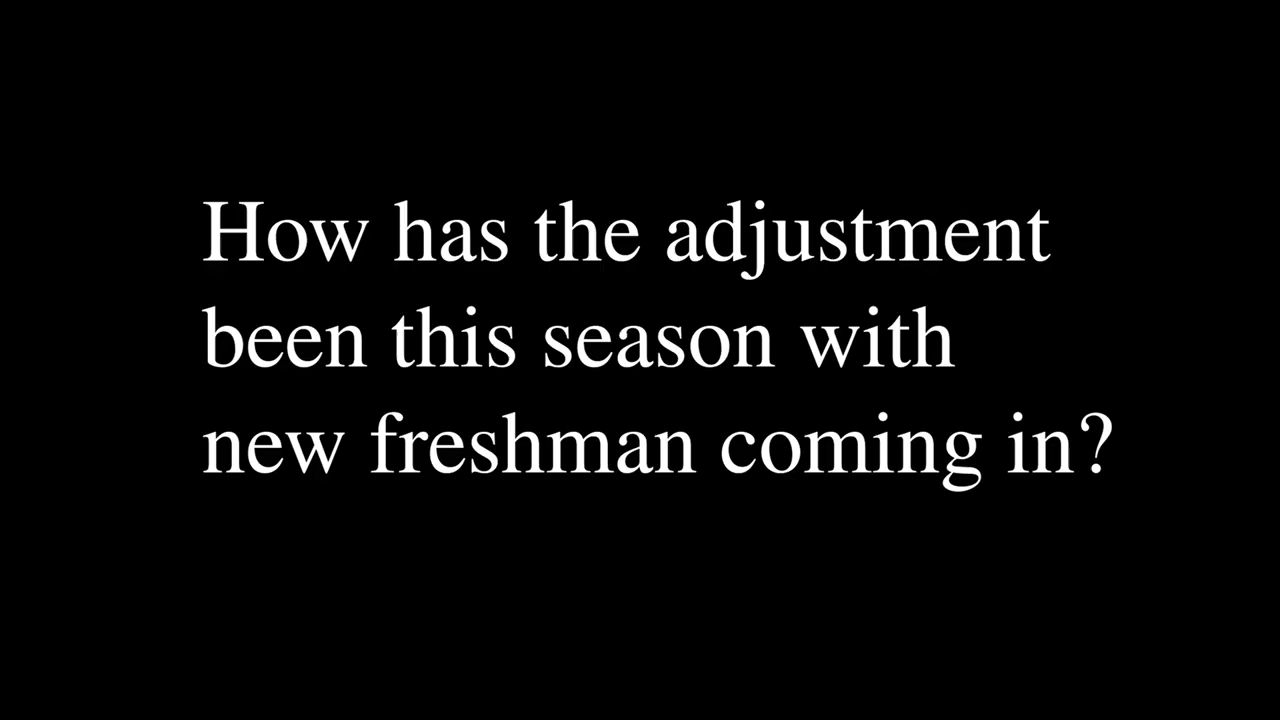 How has the adjustment
been this season with
new freshman coming in?